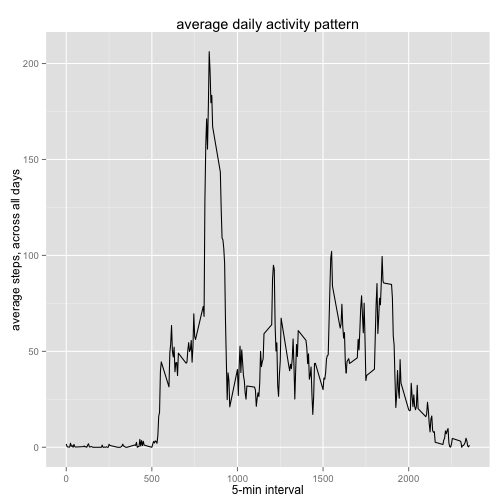 average daily activity pattern
average steps, across all days
200
150
100
50
0
0 500 1000 1500 2000
5-min interval